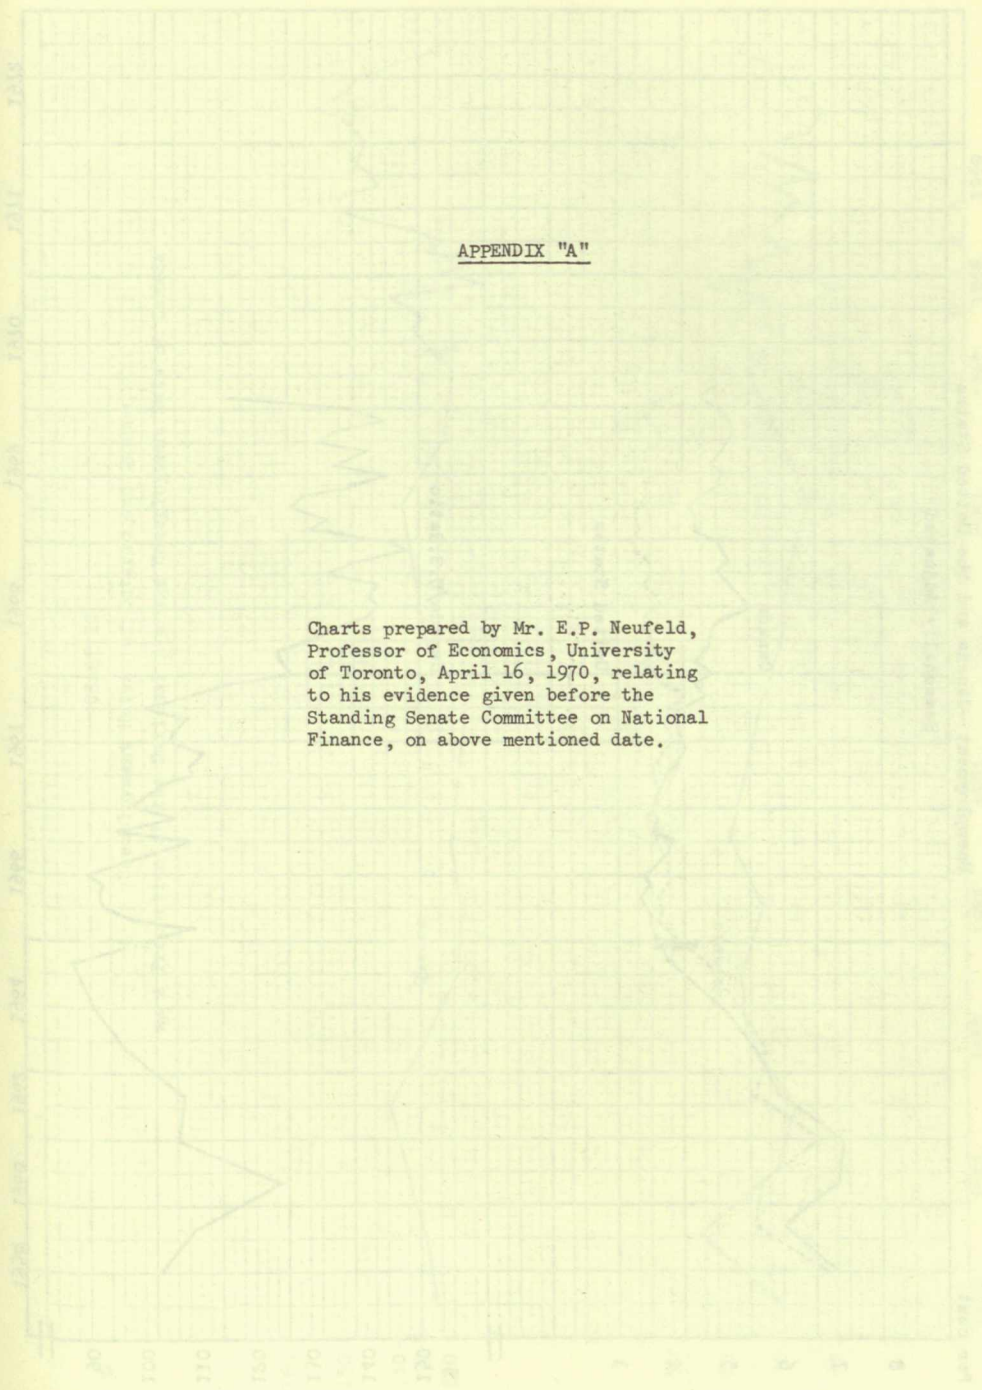 APPENDIX "A"
Charts prepared by Mr. E.P. Neufeld,
Professor of Economics, University
of Toronto, April 16, 1970, relating
to his evidence given before the
Standing Senate Committee on National
Finance, on above mentioned date.